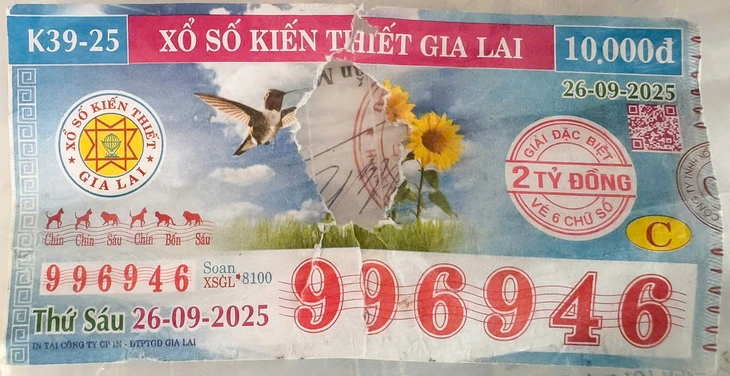 K39-25
XỔ SỐ KIẾN THIẾT GIA LAI
10,000đ
26-09-2025
XỔ SỐ KIẾN THIẾT
GIA LAI
GIẢI ĐẶC BIỆT
2 TỶ ĐỒNG
VÉ 6 CHỮ SỐ
C
Chín Chín Sáu Chín Bốn Sáu
996946
Soan
XSGL*8100
996946
Thứ Sáu 26-09-2025
IN TẠI CÔNG TY CP IN - DTPTGD GIA LAI